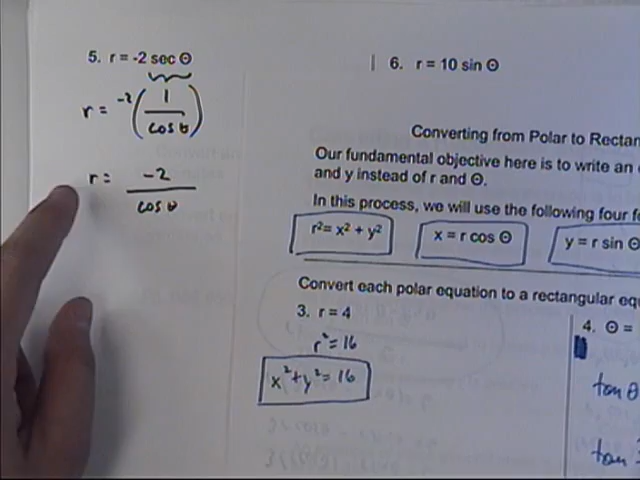 5. r = -2 sec Θ
r = -2 ( 1 / cos θ )
r = -2 / cos θ
6. r = 10 sin Θ
Converting from Polar to Rectan
Our fundamental objective here is to write an e
and y instead of r and Θ.
In this process, we will use the following four fo
r² = x² + y²
x = r cos Θ
y = r sin Θ
Convert each polar equation to a rectangular equ
3. r = 4
r² = 16
x² + y² = 16
4. Θ =
tan θ
tan